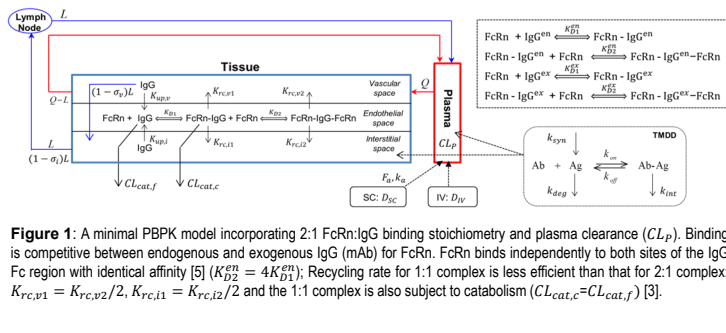 Lymph
Node
L
Tissue
Q
Q−L
(1 − σv)L
IgG
Kup,v
Krc,v1
Krc,v2
Vascular
space
FcRn + IgG ⟺ KD1 FcRn-IgG + FcRn ⟺ KD2 FcRn-IgG-FcRn
Endothelial
space
Kup,i
IgG
Krc,i1
Krc,i2
Interstitial
space
L
(1 − σi)L
CLcat,f
CLcat,c
Plasma
CLP
Fa, ka
SC: DSC
IV: DIV
FcRn + IgGen ⟺ KD1en FcRn - IgGen
FcRn - IgGen + FcRn ⟺ KD2en FcRn - IgGen−FcRn
FcRn + IgGex ⟺ KD1ex FcRn - IgGex
FcRn - IgGex + FcRn ⟺ KD2ex FcRn - IgGex−FcRn
TMDD
ksyn
kon
Ab + Ag ⇌ Ab-Ag
koff
kdeg
kint
Figure 1: A minimal PBPK model incorporating 2:1 FcRn:IgG binding stoichiometry and plasma clearance (CLP). Binding
is competitive between endogenous and exogenous IgG (mAb) for FcRn. FcRn binds independently to both sites of the IgG
Fc region with identical affinity [5] (KD2en = 4KD1en); Recycling rate for 1:1 complex is less efficient than that for 2:1 complex:
Krc,v1 = Krc,v2/2, Krc,i1 = Krc,i2/2 and the 1:1 complex is also subject to catabolism (CLcat,c=CLcat,f) [3].